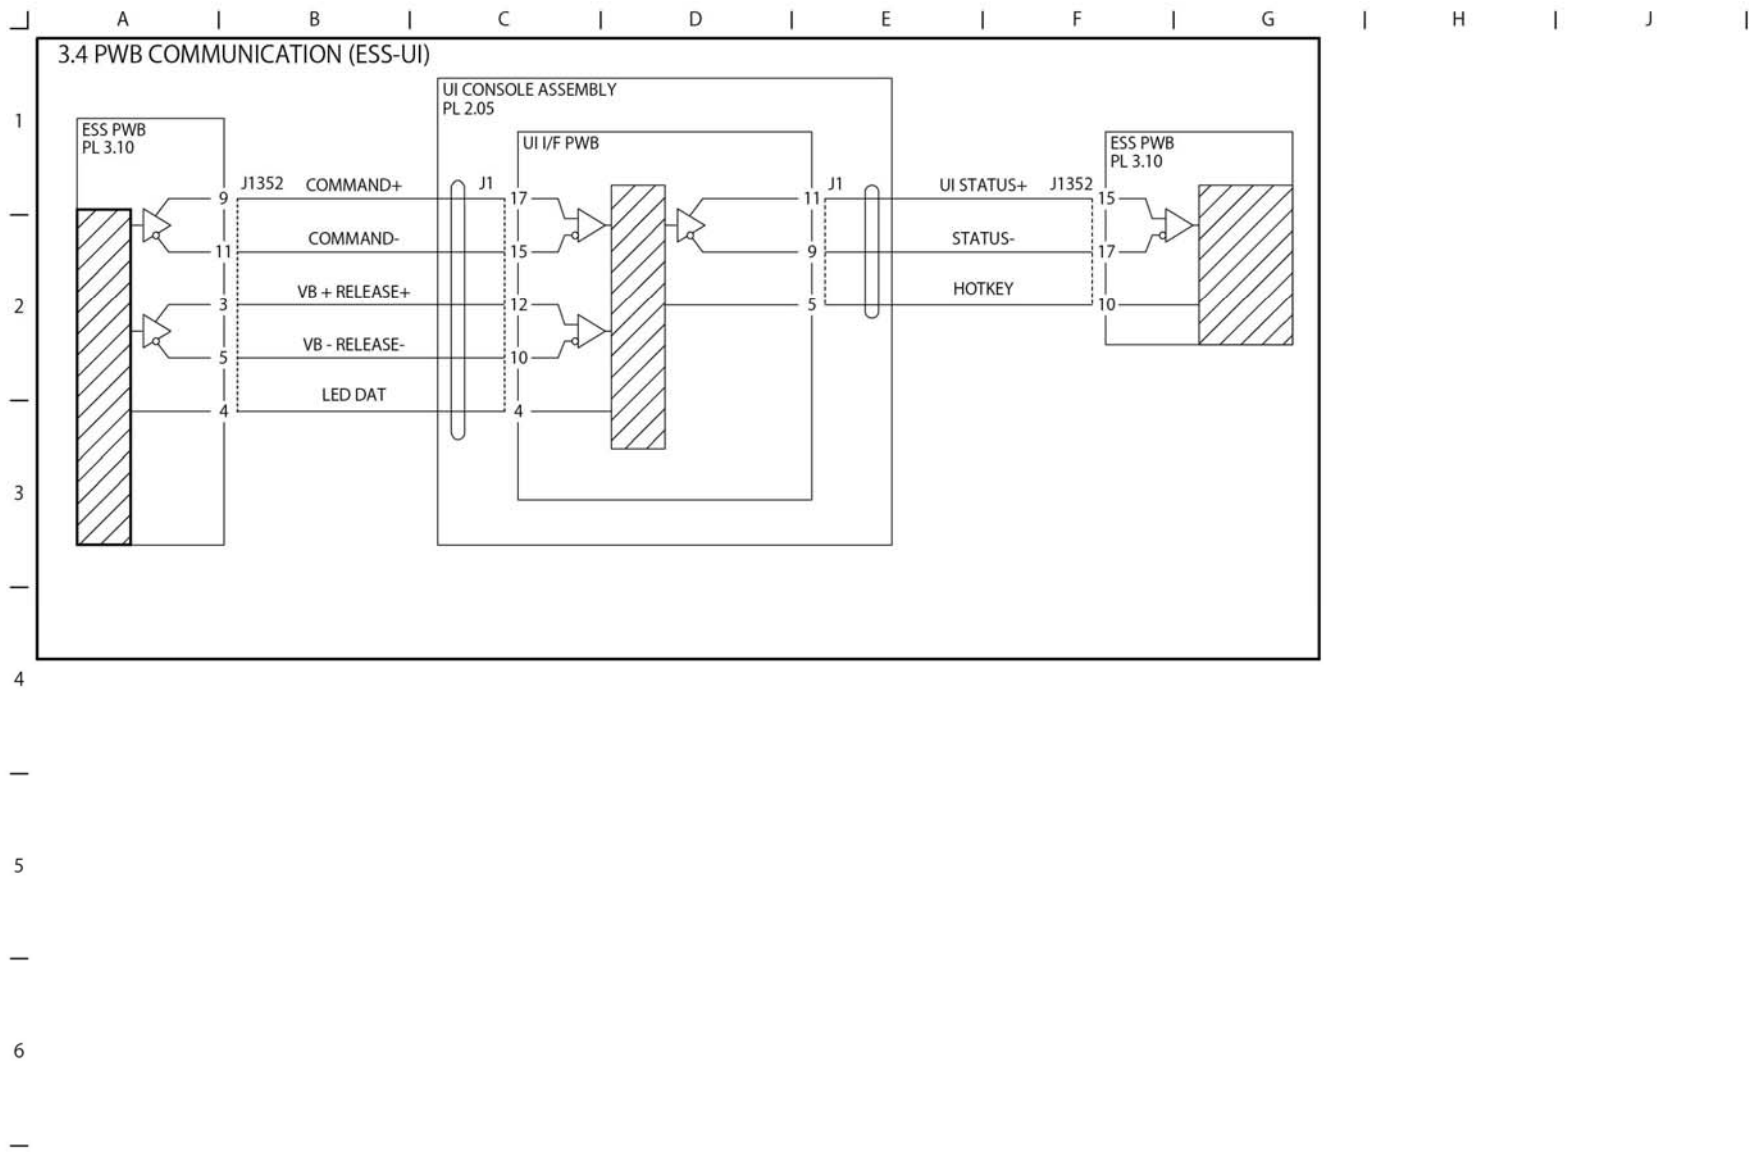 A B C D E F G H J
3.4 PWB COMMUNICATION (ESS-UI)
UI CONSOLE ASSEMBLY
PL 2.05
1
ESS PWB
PL 3.10
UI I/F PWB
ESS PWB
PL 3.10
J1352 COMMAND+ J1 J1 UI STATUS+ J1352
9 17 11 15
COMMAND- STATUS-
11 15 9 17
VB + RELEASE+ HOTKEY
2
3 12 5 10
VB - RELEASE-
5 10
LED DAT
4 4
3
4
5
6